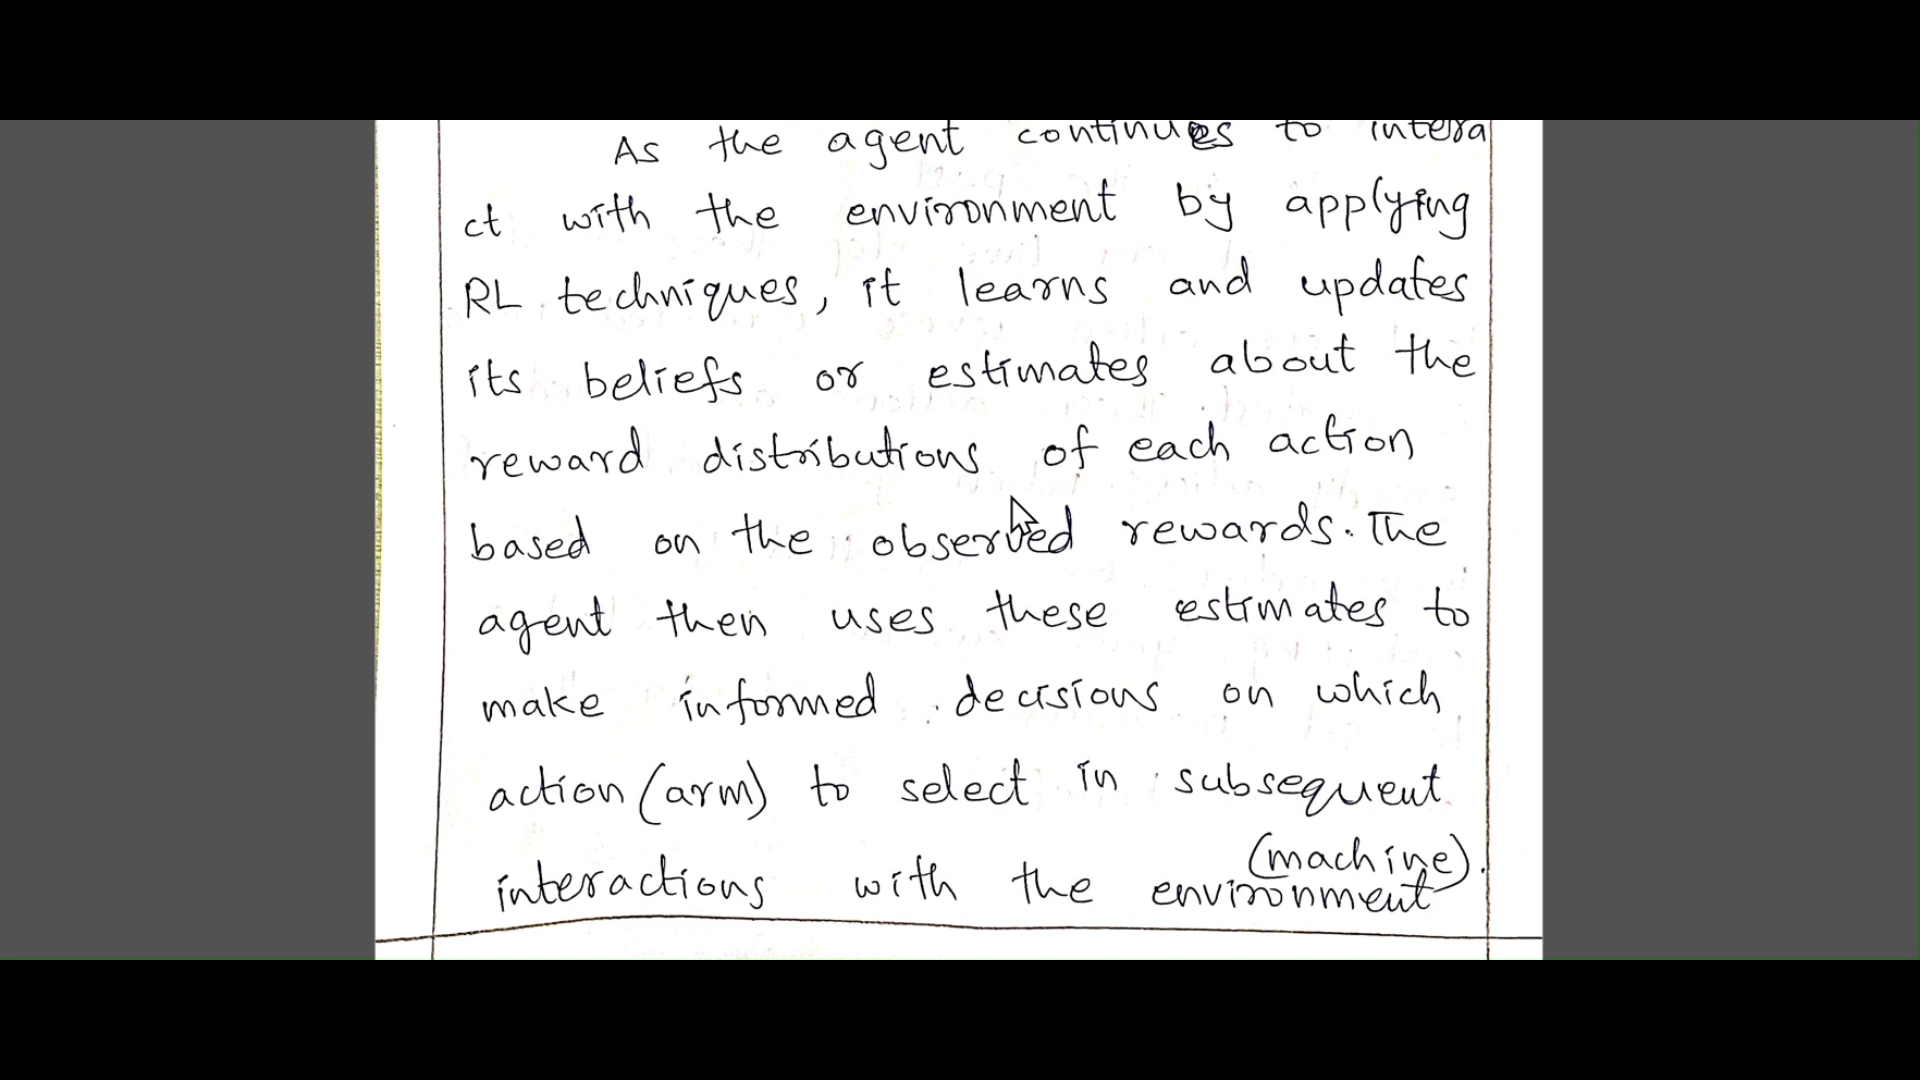 As the agent continues to intera
ct with the environment by applying
RL techniques, it learns and updates
its beliefs or estimates about the
reward distributions of each action
based on the observed rewards. The
agent then uses these estimates to
make informed decisions on which
action (arm) to select in subsequent
interactions with the environment (machine).